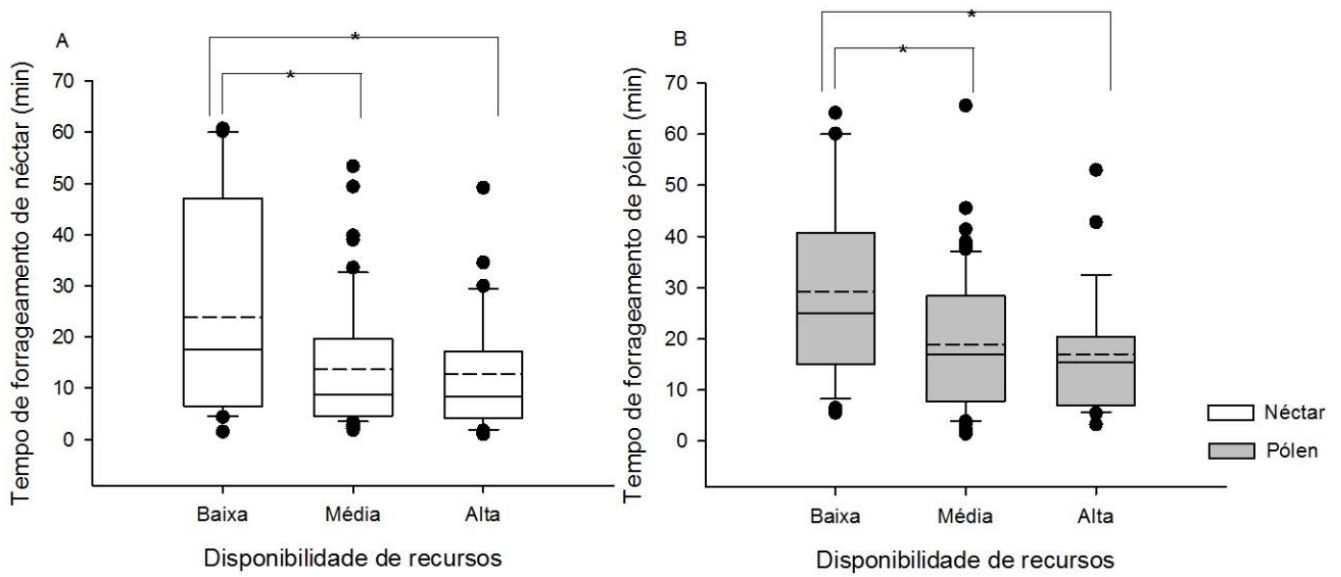 A
*
*
Tempo de forrageamento de néctar (min)
70
60
50
40
30
20
10
0
Baixa Média Alta
Disponibilidade de recursos
B
*
*
Tempo de forrageamento de pólen (min)
70
60
50
40
30
20
10
0
Baixa Média Alta
Disponibilidade de recursos
Néctar
Pólen